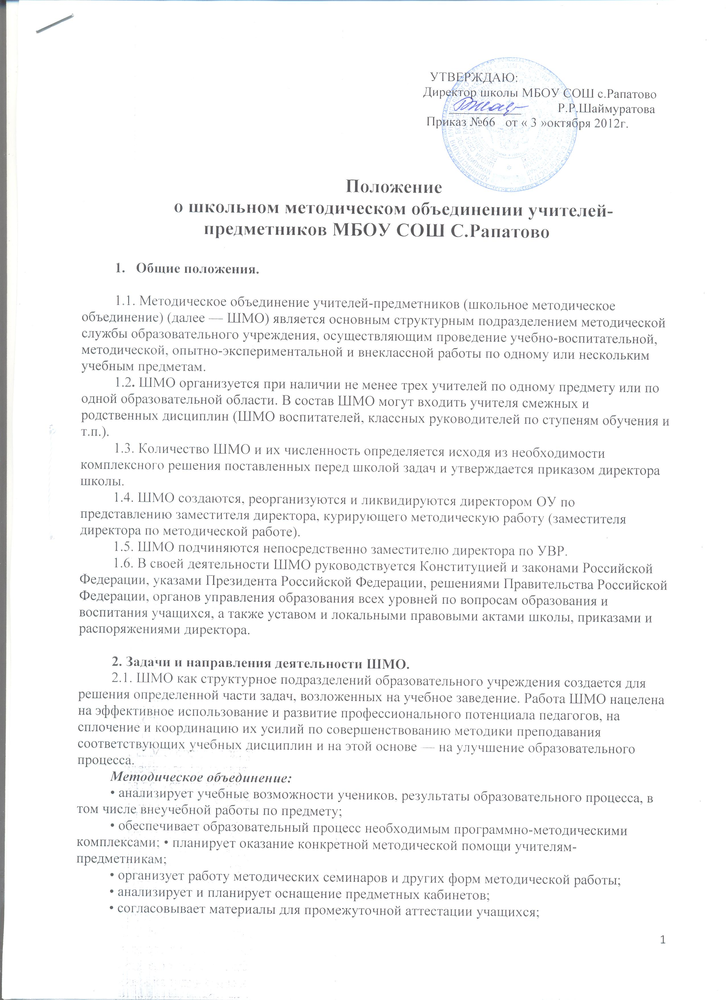 УТВЕРЖДАЮ:
Директор школы МБОУ СОШ с.Рапатово
Р.Р.Шаймуратова
Приказ №66 от « 3 »октября 2012г.
Положение
о школьном методическом объединении учителей-
предметников МБОУ СОШ С.Рапатово
1. Общие положения.
1.1. Методическое объединение учителей-предметников (школьное методическое
объединение) (далее — ШМО) является основным структурным подразделением методической
службы образовательного учреждения, осуществляющим проведение учебно-воспитательной,
методической, опытно-экспериментальной и внеклассной работы по одному или нескольким
учебным предметам.
1.2. ШМО организуется при наличии не менее трех учителей по одному предмету или по
одной образовательной области. В состав ШМО могут входить учителя смежных и
родственных дисциплин (ШМО воспитателей, классных руководителей по ступеням обучения и
т.п.).
1.3. Количество ШМО и их численность определяется исходя из необходимости
комплексного решения поставленных перед школой задач и утверждается приказом директора
школы.
1.4. ШМО создаются, реорганизуются и ликвидируются директором ОУ по
представлению заместителя директора, курирующего методическую работу (заместителя
директора по методической работе).
1.5. ШМО подчиняются непосредственно заместителю директора по УВР.
1.6. В своей деятельности ШМО руководствуется Конституцией и законами Российской
Федерации, указами Президента Российской Федерации, решениями Правительства Российской
Федерации, органов управления образования всех уровней по вопросам образования и
воспитания учащихся, а также уставом и локальными правовыми актами школы, приказами и
распоряжениями директора.
2. Задачи и направления деятельности ШМО.
2.1. ШМО как структурное подразделений образовательного учреждения создается для
решения определенной части задач, возложенных на учебное заведение. Работа ШМО нацелена
на эффективное использование и развитие профессионального потенциала педагогов, на
сплочение и координацию их усилий по совершенствованию методики преподавания
соответствующих учебных дисциплин и на этой основе — на улучшение образовательного
процесса.
Методическое объединение:
• анализирует учебные возможности учеников, результаты образовательного процесса, в
том числе внеучебной работы по предмету;
• обеспечивает образовательный процесс необходимым программно-методическими
комплексами; • планирует оказание конкретной методической помощи учителям-
предметникам;
• организует работу методических семинаров и других форм методической работы;
• анализирует и планирует оснащение предметных кабинетов;
• согласовывает материалы для промежуточной аттестации учащихся;
1